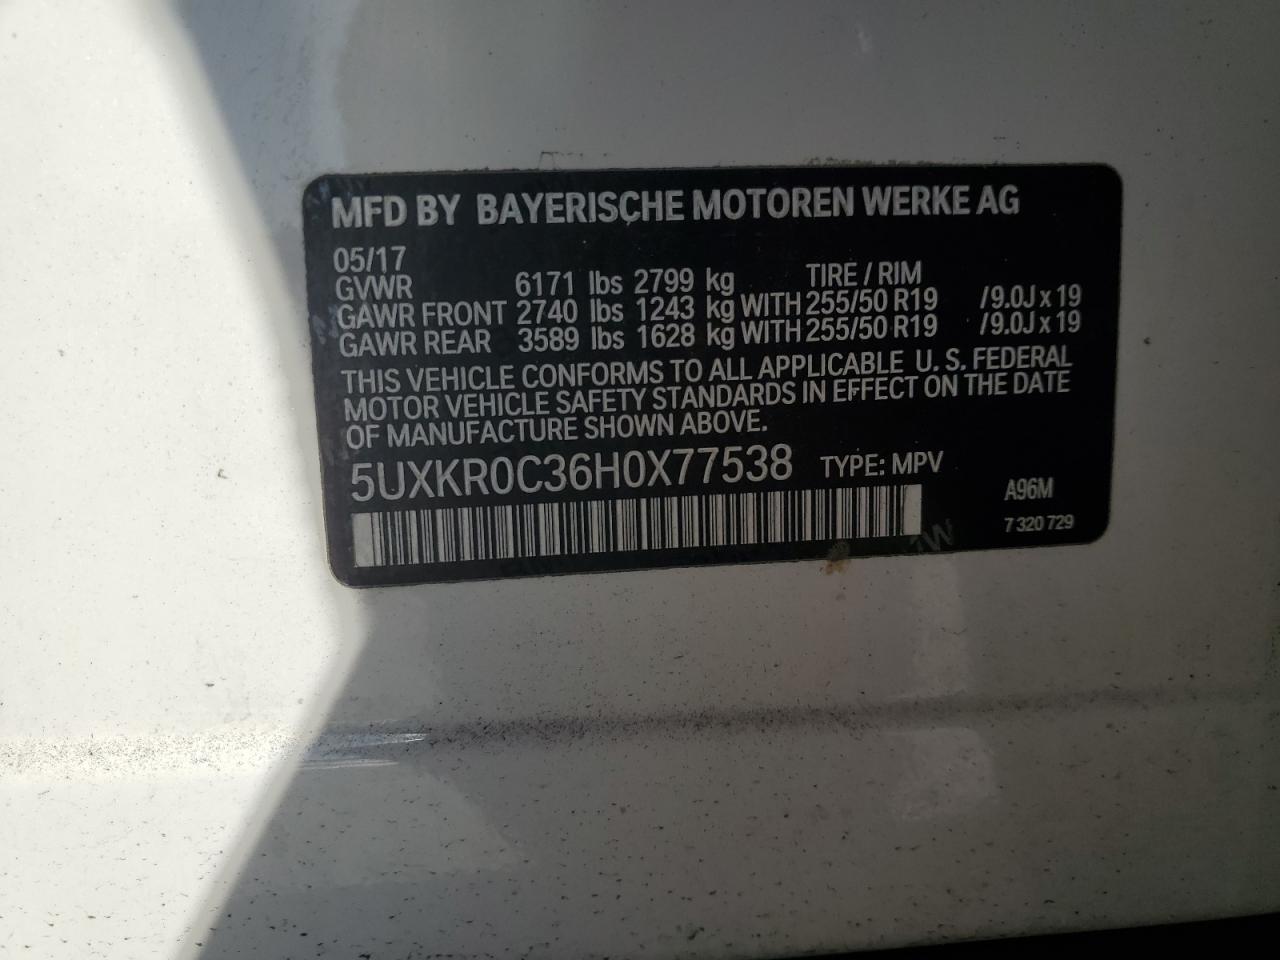 MFD BY BAYERISCHE MOTOREN WERKE AG
05/17
GVWR 6171 lbs 2799 kg TIRE / RIM
GAWR FRONT 2740 lbs 1243 kg WITH 255/50 R19 /9.0J x 19
GAWR REAR 3589 lbs 1628 kg WITH 255/50 R19 /9.0J x 19
THIS VEHICLE CONFORMS TO ALL APPLICABLE U. S. FEDERAL
MOTOR VEHICLE SAFETY STANDARDS IN EFFECT ON THE DATE
OF MANUFACTURE SHOWN ABOVE.
5UXKR0C36H0X77538 TYPE: MPV
A96M
7 320 729